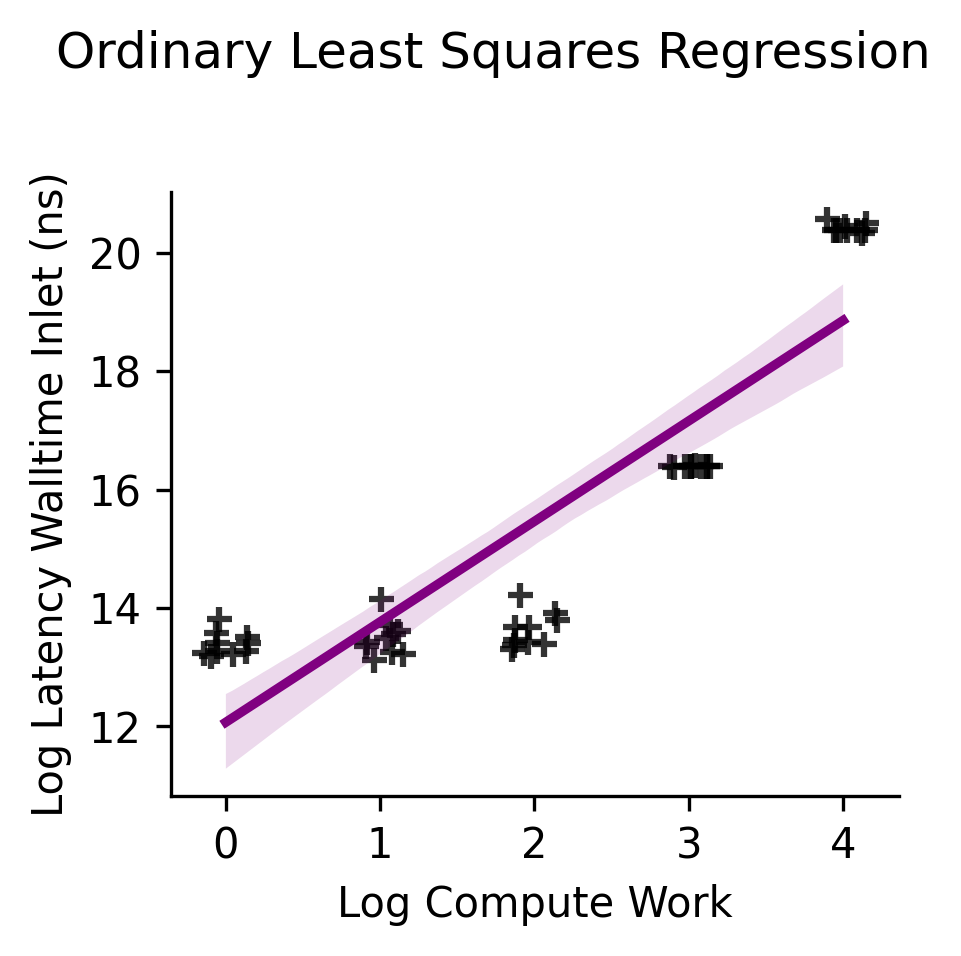 Ordinary Least Squares Regression
Log Latency Walltime Inlet (ns)
20
18
16
14
12
0 1 2 3 4
Log Compute Work